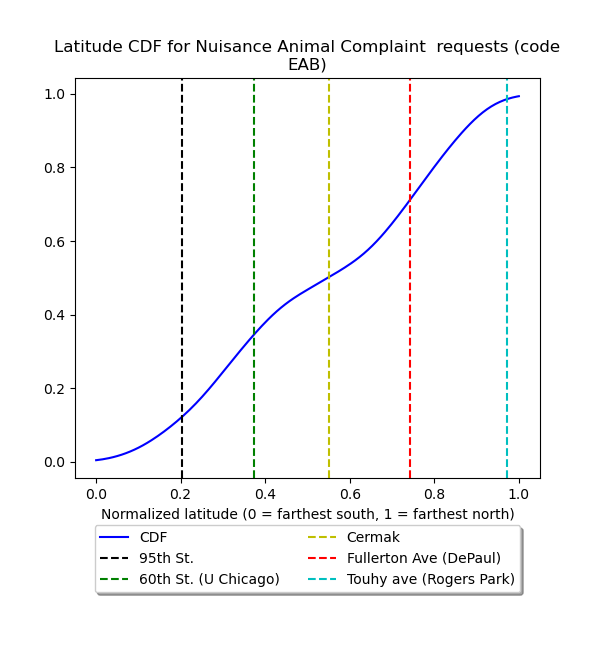 Latitude CDF for Nuisance Animal Complaint  requests (code
EAB)
1.0
0.8
0.6
0.4
0.2
0.0
0.0 0.2 0.4 0.6 0.8 1.0
Normalized latitude (0 = farthest south, 1 = farthest north)
CDF
95th St.
60th St. (U Chicago)
Cermak
Fullerton Ave (DePaul)
Touhy ave (Rogers Park)